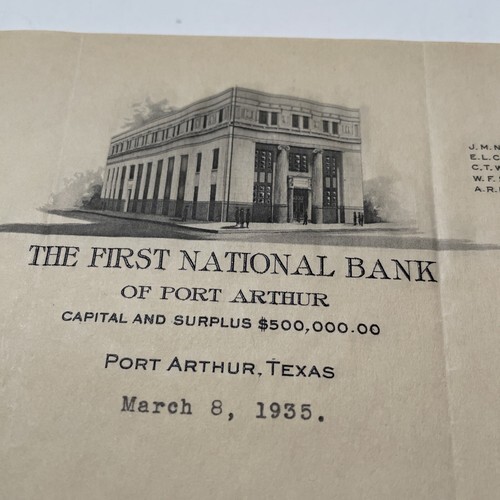 THE FIRST NATIONAL BANK
OF PORT ARTHUR
CAPITAL AND SURPLUS $500,000.00
PORT ARTHUR, TEXAS
March 8, 1935.
J. M. N
E. L. C
C. T. W
W. F.
A. R.